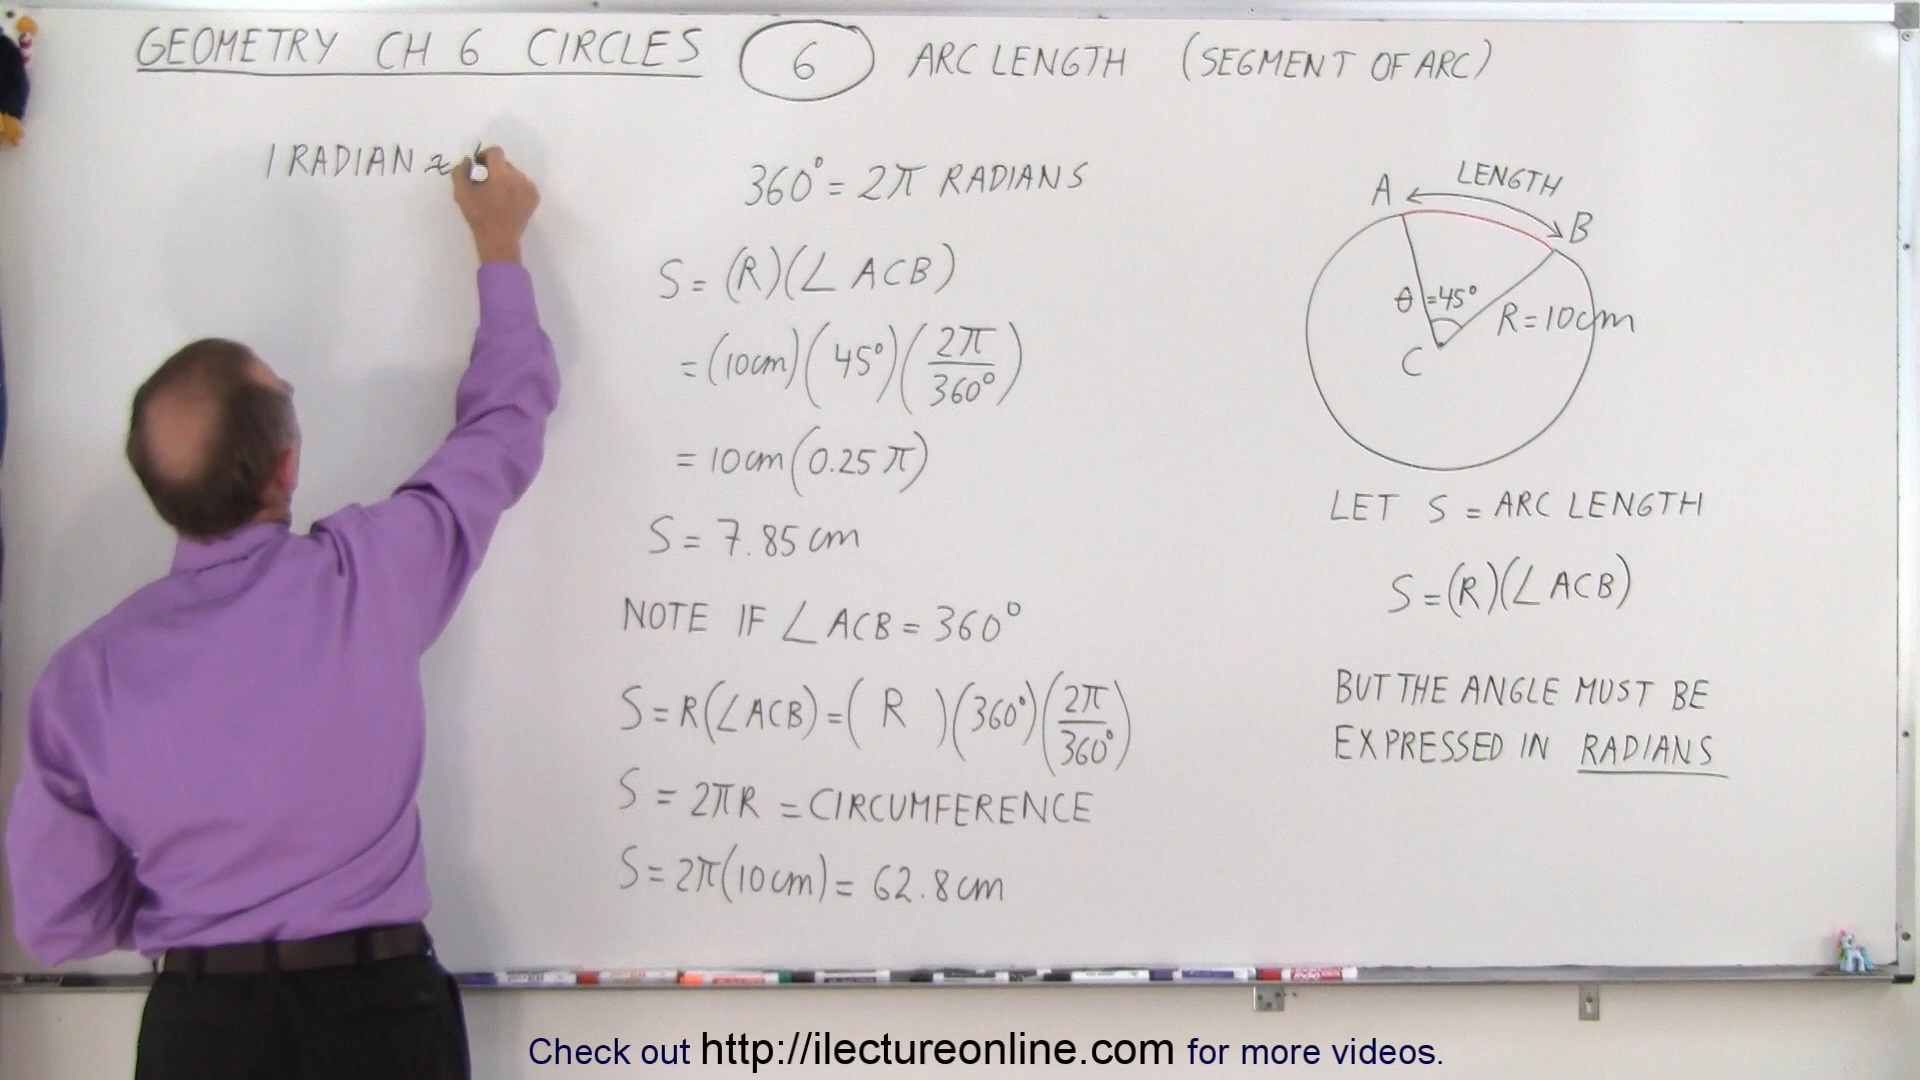 GEOMETRY CH 6 CIRCLES 6 ARC LENGTH (SEGMENT OF ARC)
1 RADIAN ≈
360° = 2π RADIANS
S = (R)(∠ ACB)
= (10cm)(45°)(2π/360°)
= 10cm(0.25π)
S = 7.85cm
NOTE IF ∠ACB = 360°
S = R(∠ACB) = ( R )(360°)(2π/360°)
S = 2πR = CIRCUMFERENCE
S = 2π(10cm) = 62.8cm
LENGTH
A
B
θ = 45°
R = 10cm
C
LET S = ARC LENGTH
S = (R)(∠ACB)
BUT THE ANGLE MUST BE
EXPRESSED IN RADIANS
Check out http://ilectureonline.com for more videos.